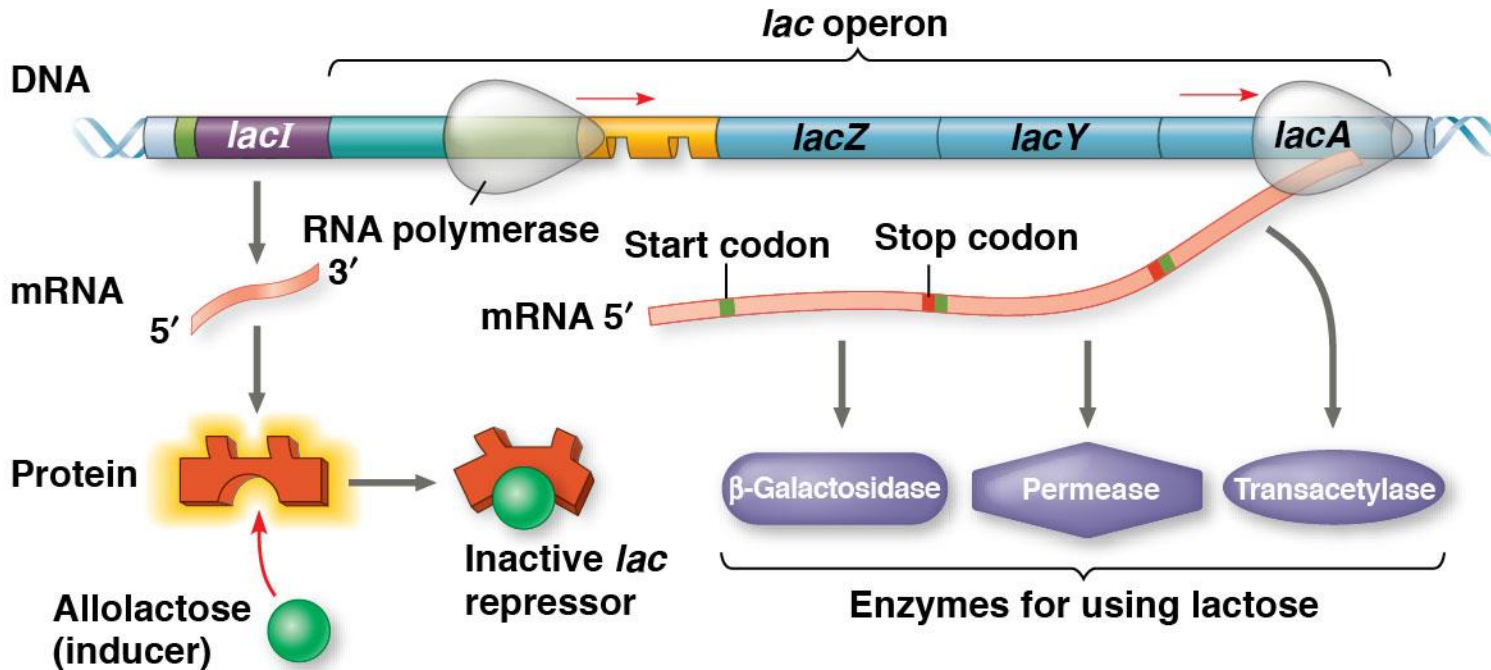 lac operon
DNA
lacI
lacZ
lacY
lacA
RNA polymerase
Start codon
Stop codon
mRNA
5′
3′
mRNA 5′
Protein
β-Galactosidase
Permease
Transacetylase
Inactive lac
repressor
Allolactose
(inducer)
Enzymes for using lactose